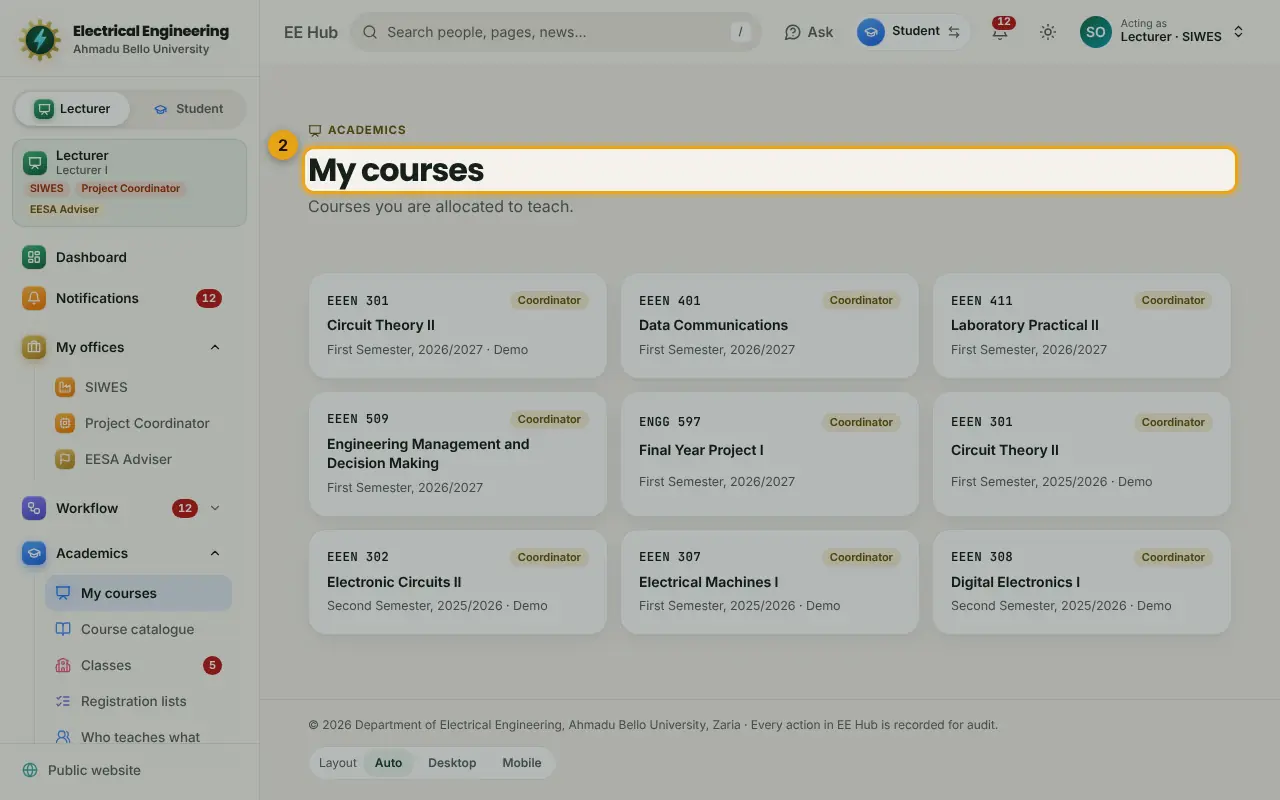 Electrical Engineering
Ahmadu Bello University
EE Hub
Search people, pages, news...
/
Ask
Student
12
SO
Acting as
Lecturer · SIWES
Lecturer
Student
Lecturer
Lecturer I
SIWES
Project Coordinator
EESA Adviser
Dashboard
Notifications
12
My offices
SIWES
Project Coordinator
EESA Adviser
Workflow
12
Academics
My courses
Course catalogue
Classes
5
Registration lists
Who teaches what
Public website
2
ACADEMICS
My courses
Courses you are allocated to teach.
EEEN 301
Coordinator
Circuit Theory II
First Semester, 2026/2027 · Demo
EEEN 401
Coordinator
Data Communications
First Semester, 2026/2027
EEEN 411
Coordinator
Laboratory Practical II
First Semester, 2026/2027
EEEN 509
Coordinator
Engineering Management and
Decision Making
First Semester, 2026/2027
ENGG 597
Coordinator
Final Year Project I
First Semester, 2026/2027
EEEN 301
Coordinator
Circuit Theory II
First Semester, 2025/2026 · Demo
EEEN 302
Coordinator
Electronic Circuits II
Second Semester, 2025/2026 · Demo
EEEN 307
Coordinator
Electrical Machines I
First Semester, 2025/2026 · Demo
EEEN 308
Coordinator
Digital Electronics I
Second Semester, 2025/2026 · Demo
© 2026 Department of Electrical Engineering, Ahmadu Bello University, Zaria · Every action in EE Hub is recorded for audit.
Layout
Auto
Desktop
Mobile